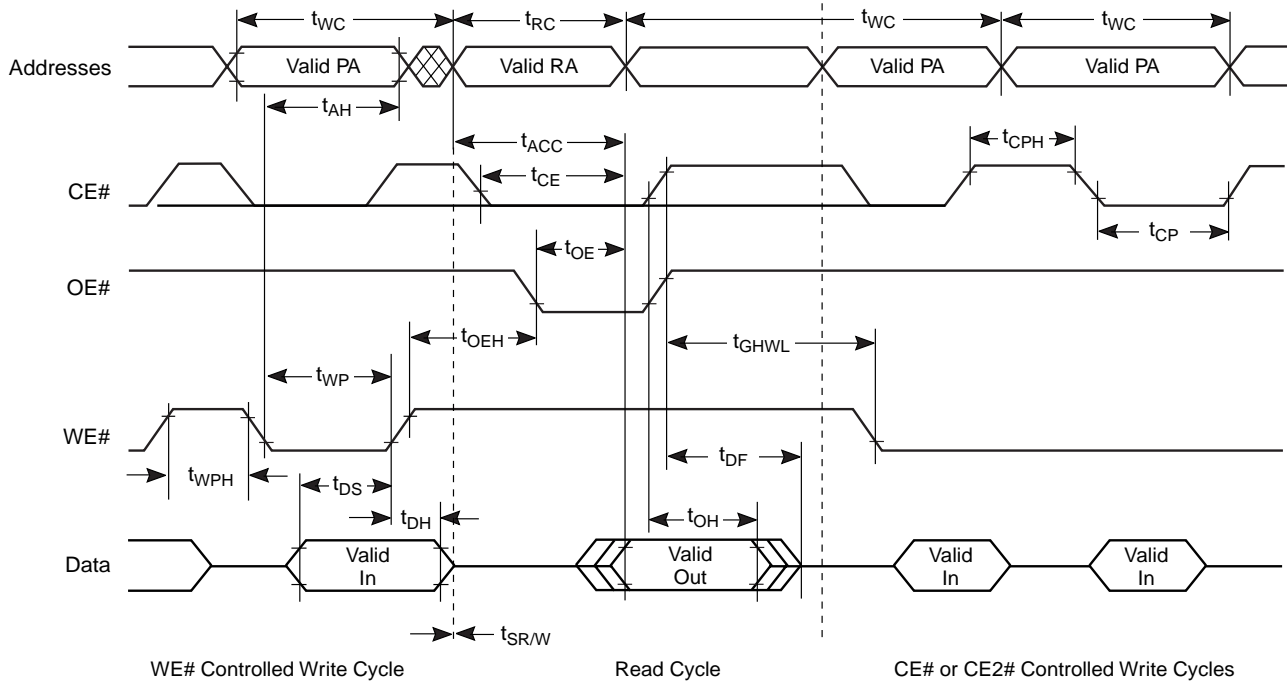 tWC
tRC
tWC
tWC
Addresses
Valid PA
Valid RA
Valid PA
Valid PA
tAH
tACC
tCPH
CE#
tCE
tCP
tOE
OE#
tOEH
tGHWL
tWP
WE#
tWPH
tDS
tDF
tDH
tOH
Data
Valid
In
Valid
Out
Valid
In
Valid
In
tSR/W
WE# Controlled Write Cycle
Read Cycle
CE# or CE2# Controlled Write Cycles